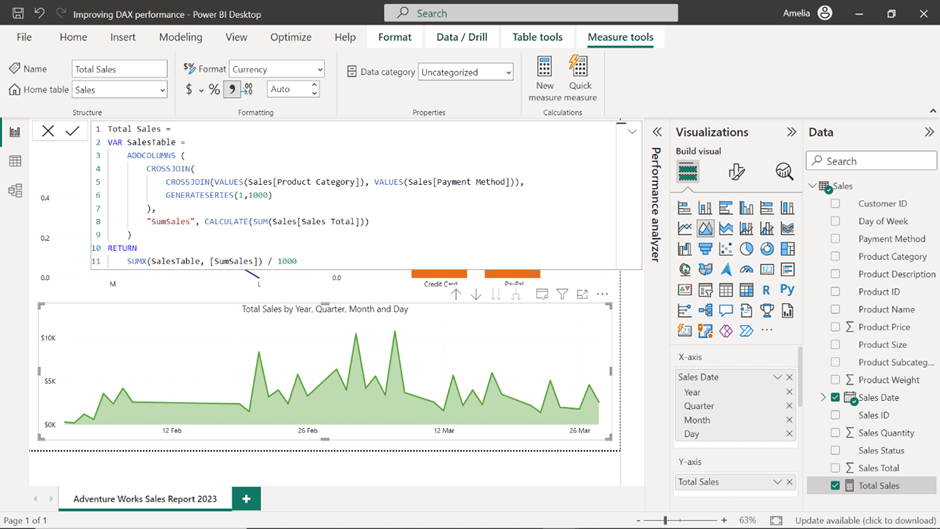 Improving DAX performance - Power BI Desktop
Search
Amelia
File Home Insert Modeling View Optimize Help Format Data / Drill Table tools Measure tools
Name Total Sales
Home table Sales
Structure
Format Currency
$ % 9 .00 Auto
Formatting
Data category Uncategorized
Properties
New measure
Quick measure
Calculations
1 Total Sales =
2 VAR SalesTable =
3 ADDCOLUMNS (
4 CROSSJOIN(
5 CROSSJOIN(VALUES(Sales[Product Category]), VALUES(Sales[Payment Method])),
6 GENERATESERIES(1,1000)
7 ),
8 "SumSales", CALCULATE(SUM(Sales[Sales Total]))
9 )
10 RETURN
11 SUMX(SalesTable, [SumSales]) / 1000
0.4
0.2
0.0
M
L
0.0
Credit Card
PayPal
Total Sales by Year, Quarter, Month and Day
$10K
$5K
$0K
12 Feb
26 Feb
12 Mar
26 Mar
Adventure Works Sales Report 2023
Page 1 of 1
Performance analyzer
Visualizations
Build visual
R Py
X-axis
Sales Date
Year
Quarter
Month
Day
Y-axis
Total Sales
Data
Search
Sales
Customer ID
Day of Week
Payment Method
Product Category
Product Description
Product ID
Product Name
Product Price
Product Size
Product Subcateg...
Product Weight
Sales Date
Sales ID
Sales Quantity
Sales Status
Sales Total
Total Sales
63%
Update available (click to download)